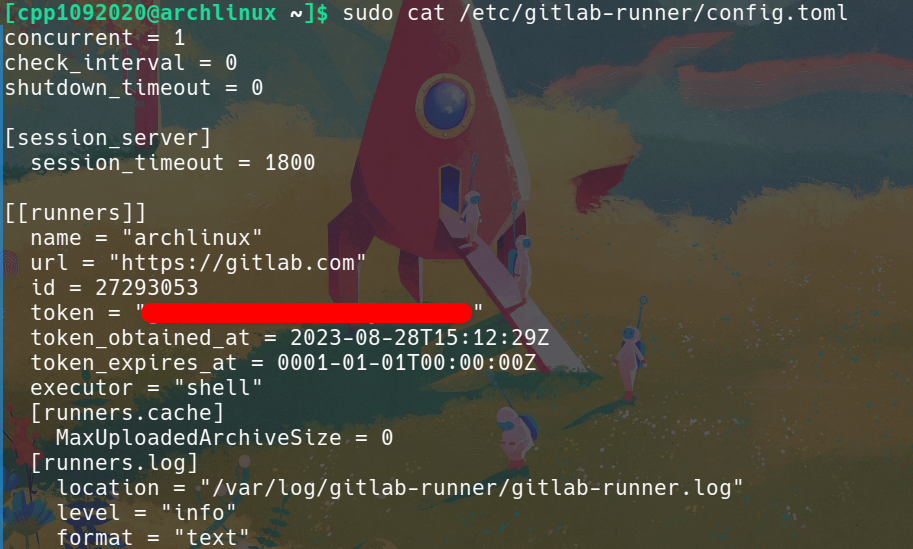 [cpp1092020@archlinux ~]$ sudo cat /etc/gitlab-runner/config.toml
concurrent = 1
check_interval = 0
shutdown_timeout = 0
[session_server]
  session_timeout = 1800
[[runners]]
  name = "archlinux"
  url = "https://gitlab.com"
  id = 27293053
  token = "        "
  token_obtained_at = 2023-08-28T15:12:29Z
  token_expires_at = 0001-01-01T00:00:00Z
  executor = "shell"
  [runners.cache]
    MaxUploadedArchiveSize = 0
  [runners.log]
    location = "/var/log/gitlab-runner/gitlab-runner.log"
    level = "info"
    format = "text"